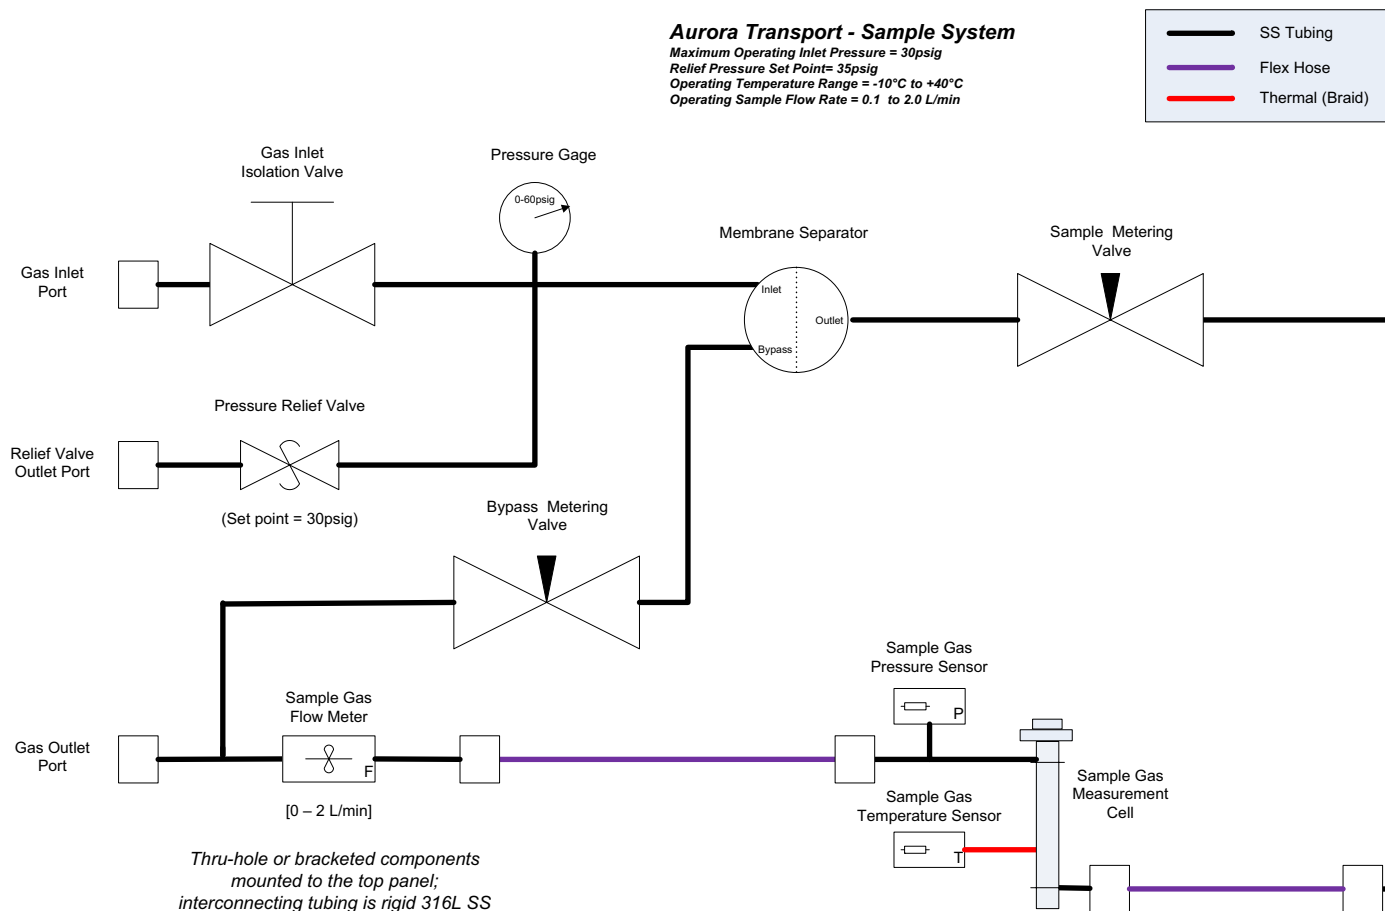 Aurora Transport - Sample System
Maximum Operating Inlet Pressure = 30psig
Relief Pressure Set Point= 35psig
Operating Temperature Range = -10°C to +40°C
Operating Sample Flow Rate = 0.1 to 2.0 L/min
SS Tubing
Flex Hose
Thermal (Braid)
Gas Inlet
Isolation Valve
Pressure Gage
0-60psig
Membrane Separator
Sample Metering
Valve
Gas Inlet
Port
Inlet
Outlet
Bypass
Pressure Relief Valve
Relief Valve
Outlet Port
(Set point = 30psig)
Bypass Metering
Valve
Sample Gas
Pressure Sensor
P
Sample Gas
Flow Meter
Gas Outlet
Port
F
[0 – 2 L/min]
Sample Gas
Measurement
Cell
Sample Gas
Temperature Sensor
T
Thru-hole or bracketed components
mounted to the top panel;
interconnecting tubing is rigid 316L SS